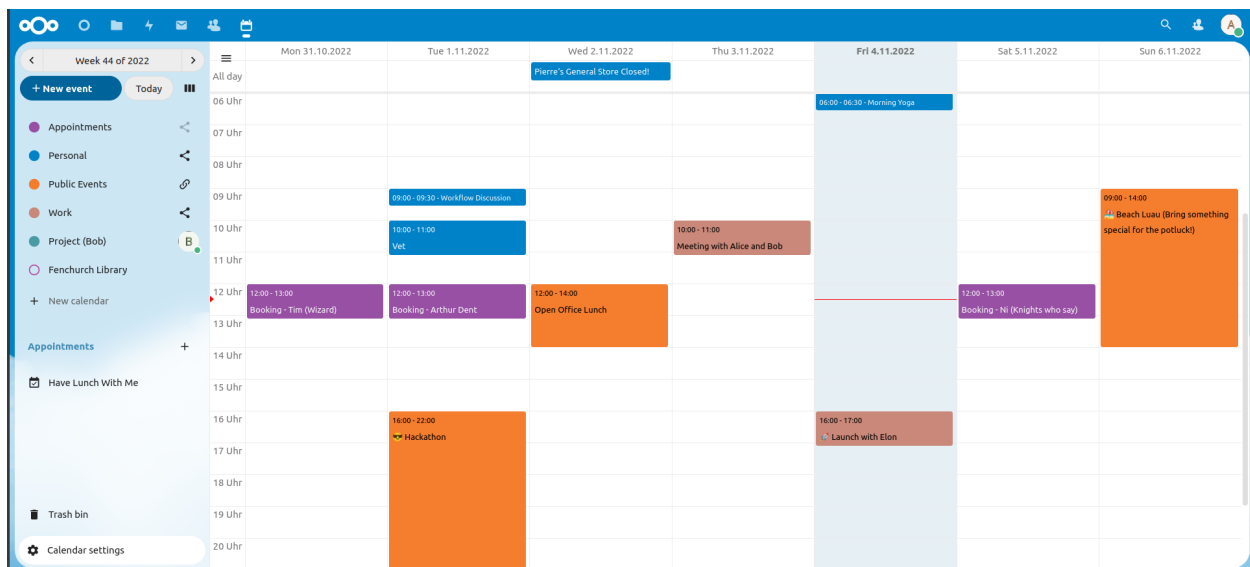 A
Week 44 of 2022
+ New event
Today
Appointments
Personal
Public Events
Work
Project (Bob)
B
Fenchurch Library
+ New calendar
Appointments
+
Have Lunch With Me
Trash bin
Calendar settings
Mon 31.10.2022
Tue 1.11.2022
Wed 2.11.2022
Thu 3.11.2022
Fri 4.11.2022
Sat 5.11.2022
Sun 6.11.2022
All day
Pierre's General Store Closed!
06 Uhr
06:00 - 06:30 - Morning Yoga
07 Uhr
08 Uhr
09 Uhr
09:00 - 09:30 - Workflow Discussion
09:00 - 14:00
🏖️ Beach Luau (Bring something
special for the potluck!)
10 Uhr
10:00 - 11:00
Vet
10:00 - 11:00
Meeting with Alice and Bob
11 Uhr
12 Uhr
12:00 - 13:00
Booking - Tim (Wizard)
12:00 - 13:00
Booking - Arthur Dent
12:00 - 14:00
Open Office Lunch
12:00 - 13:00
Booking - Ni (Knights who say)
13 Uhr
14 Uhr
15 Uhr
16 Uhr
16:00 - 22:00
😎 Hackathon
16:00 - 17:00
🚀 Launch with Elon
17 Uhr
18 Uhr
19 Uhr
20 Uhr